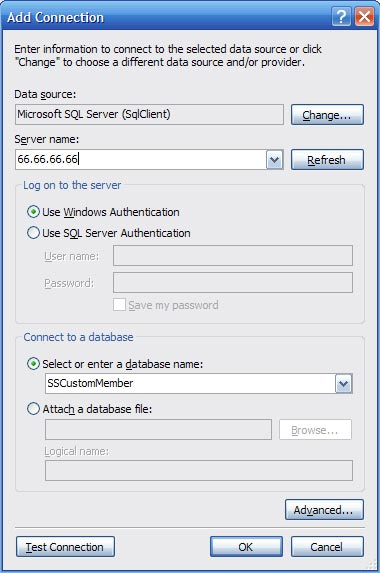 Add Connection
Enter information to connect to the selected data source or click
"Change" to choose a different data source and/or provider.
Data source:
Microsoft SQL Server (SqlClient)
Change...
Server name:
66.66.66.66
Refresh
Log on to the server
Use Windows Authentication
Use SQL Server Authentication
User name:
Password:
Save my password
Connect to a database
Select or enter a database name:
SSCustomMember
Attach a database file:
Browse...
Logical name:
Advanced...
Test Connection
OK
Cancel